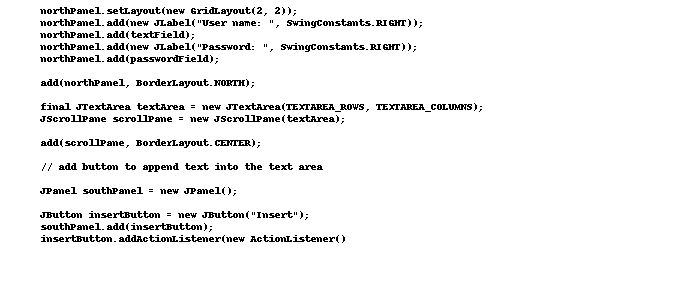 northPanel.setLayout(new GridLayout(2, 2));
northPanel.add(new JLabel("User name: ", SwingConstants.RIGHT));
northPanel.add(textField);
northPanel.add(new JLabel("Password: ", SwingConstants.RIGHT));
northPanel.add(passwordField);
add(northPanel, BorderLayout.NORTH);
final JTextArea textArea = new JTextArea(TEXTAREA_ROWS, TEXTAREA_COLUMNS);
JScrollPane scrollPane = new JScrollPane(textArea);
add(scrollPane, BorderLayout.CENTER);
// add button to append text into the text area
JPanel southPanel = new JPanel();
JButton insertButton = new JButton("Insert");
southPanel.add(insertButton);
insertButton.addActionListener(new ActionListener()